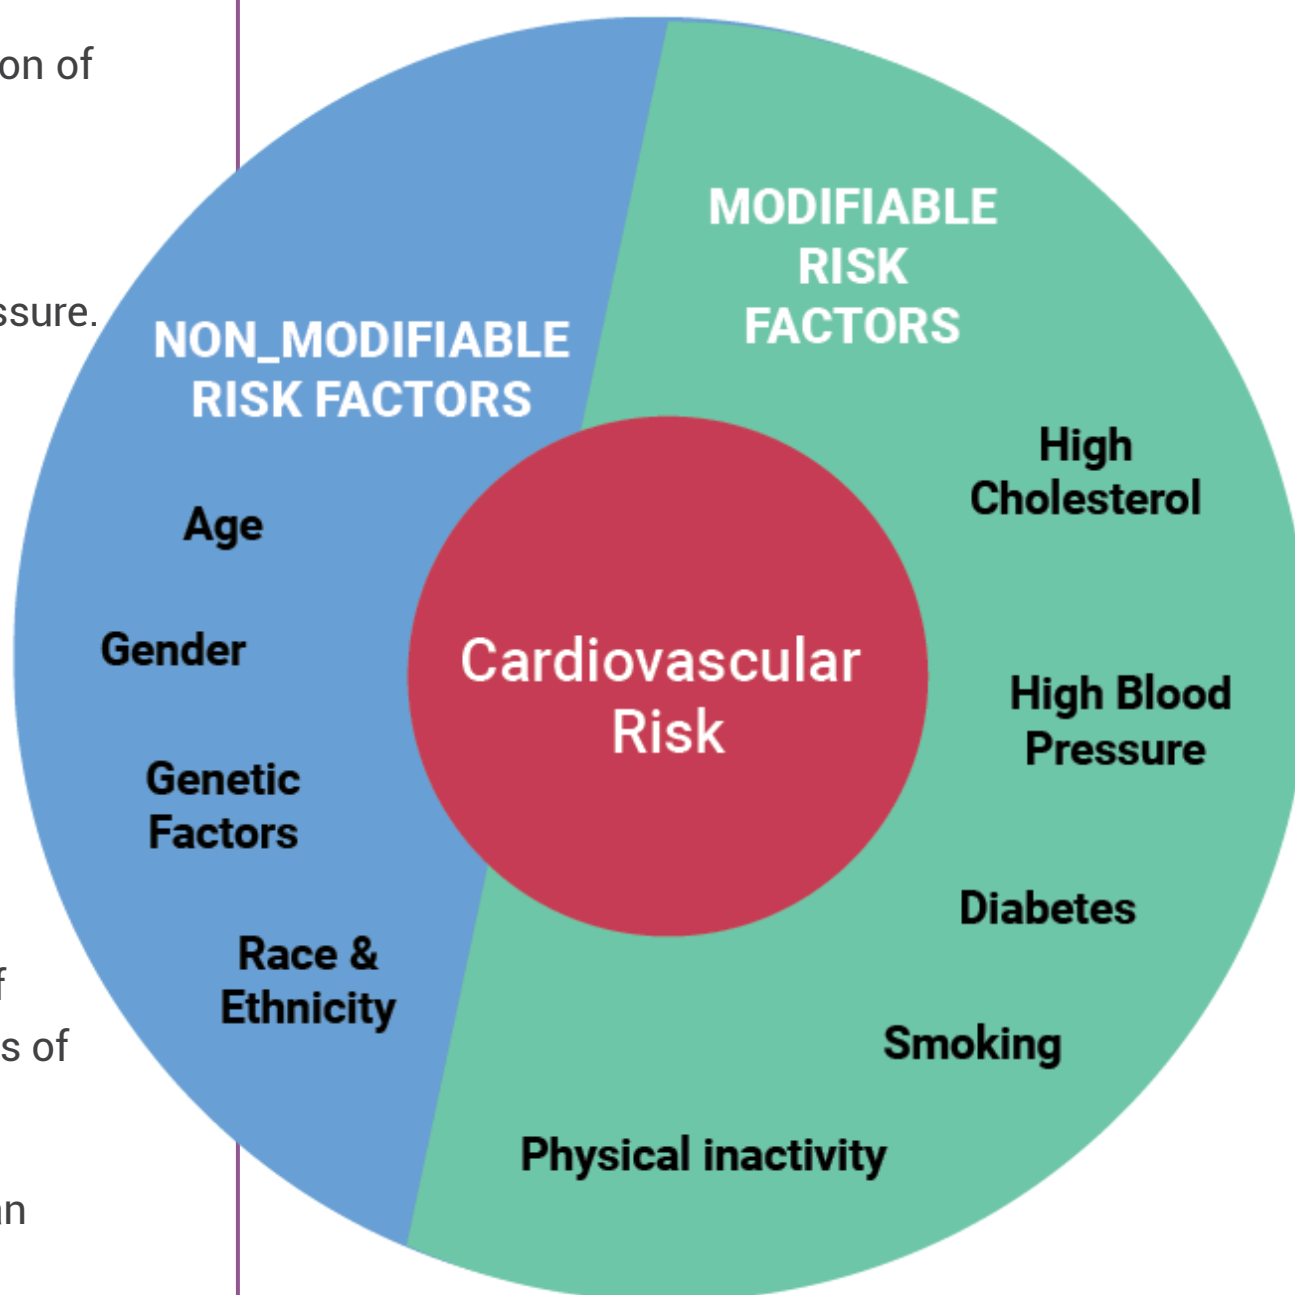 on of
ssure.
f
s of
an
NON_MODIFIABLE
RISK FACTORS
Age
Gender
Genetic
Factors
Race &
Ethnicity
MODIFIABLE
RISK
FACTORS
High
Cholesterol
High Blood
Pressure
Diabetes
Smoking
Physical inactivity
Cardiovascular
Risk